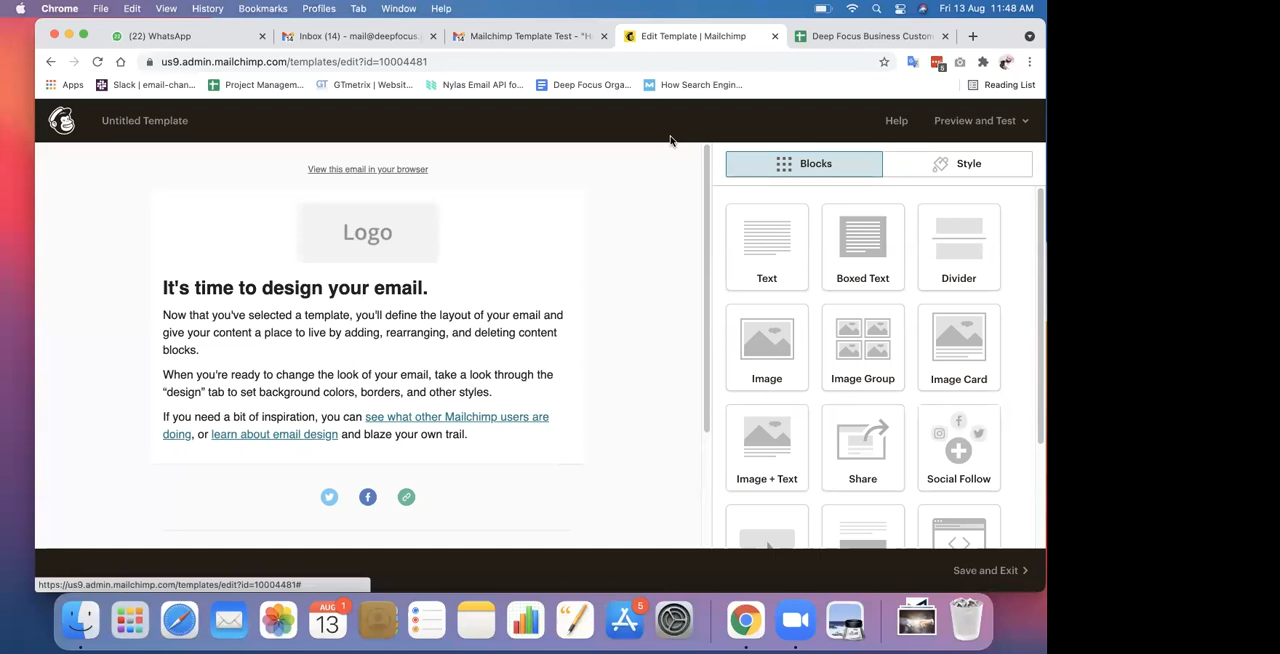 Chrome File Edit View History Bookmarks Profiles Tab Window Help Fri 13 Aug 11:48 AM
(22) WhatsApp Inbox (14) - mail@deepfocus. Mailchimp Template Test - "H Edit Template | Mailchimp Deep Focus Business Custom
us9.admin.mailchimp.com/templates/edit?id=10004481 6
Apps Slack | email-chan... Project Managem... GT GTmetrix | Websit... Nylas Email API fo... Deep Focus Orga... How Search Engin... Reading List
Untitled Template Help Preview and Test
View this email in your browser
Blocks Style
Logo
It's time to design your email.
Now that you've selected a template, you'll define the layout of your email and
give your content a place to live by adding, rearranging, and deleting content
blocks.
When you're ready to change the look of your email, take a look through the
“design” tab to set background colors, borders, and other styles.
If you need a bit of inspiration, you can see what other Mailchimp users are
doing, or learn about email design and blaze your own trail.
Text Boxed Text Divider
Image Image Group Image Card
Image + Text Share Social Follow
Save and Exit
https://us9.admin.mailchimp.com/templates/edit?id=10004481#
AUG 1
13
5